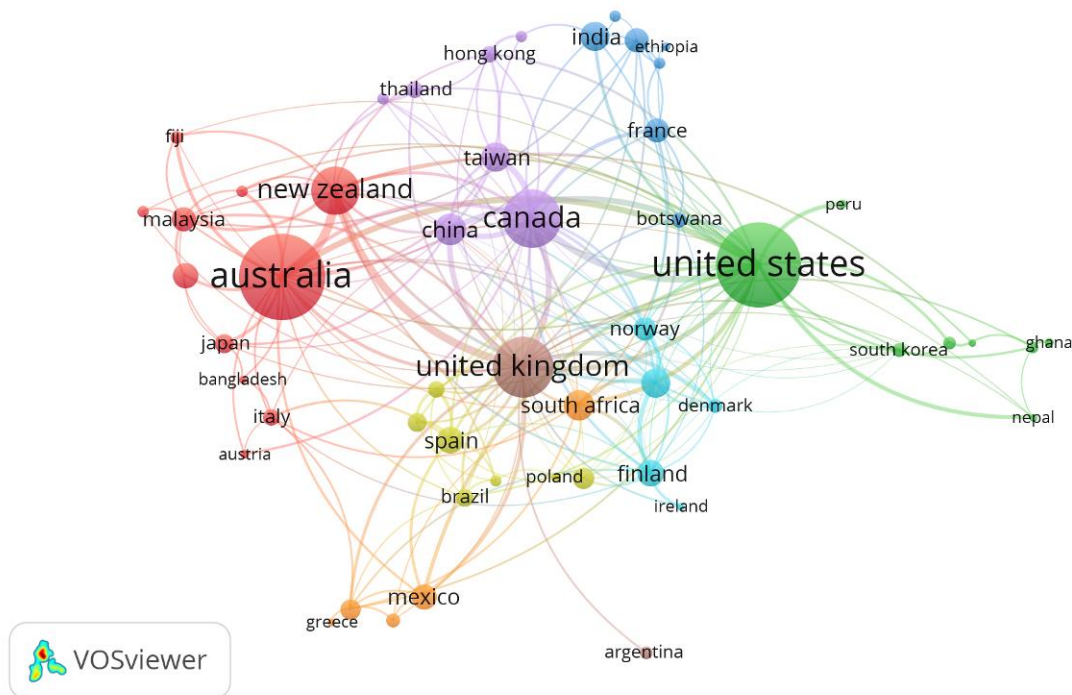 india
ethiopia
hong kong
thailand
fiji
france
taiwan
new zealand
peru
malaysia
china
canada
botswana
australia
united states
norway
japan
south korea
ghana
united kingdom
bangladesh
south africa
denmark
italy
nepal
spain
austria
poland
finland
brazil
ireland
mexico
greece
argentina
VOSviewer